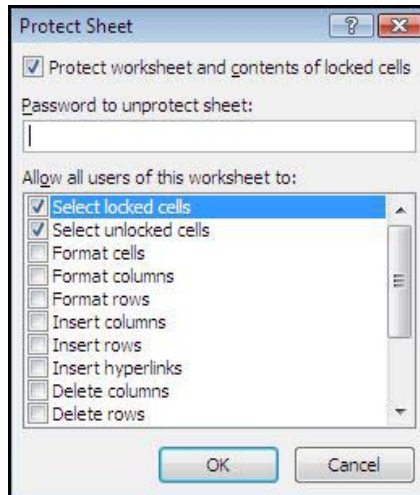 Protect Sheet
Protect worksheet and contents of locked cells
Password to unprotect sheet:
Allow all users of this worksheet to:
Select locked cells
Select unlocked cells
Format cells
Format columns
Format rows
Insert columns
Insert rows
Insert hyperlinks
Delete columns
Delete rows
OK Cancel